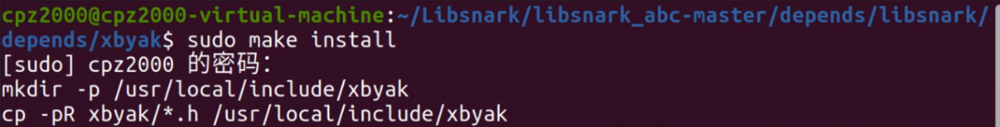 cpz2000@cpz2000-virtual-machine:~/Libsnark/libsnark_abc-master/depends/libsnark/
depends/xbyak$ sudo make install
[sudo] cpz2000 的密码：
mkdir -p /usr/local/include/xbyak
cp -pR xbyak/*.h /usr/local/include/xbyak